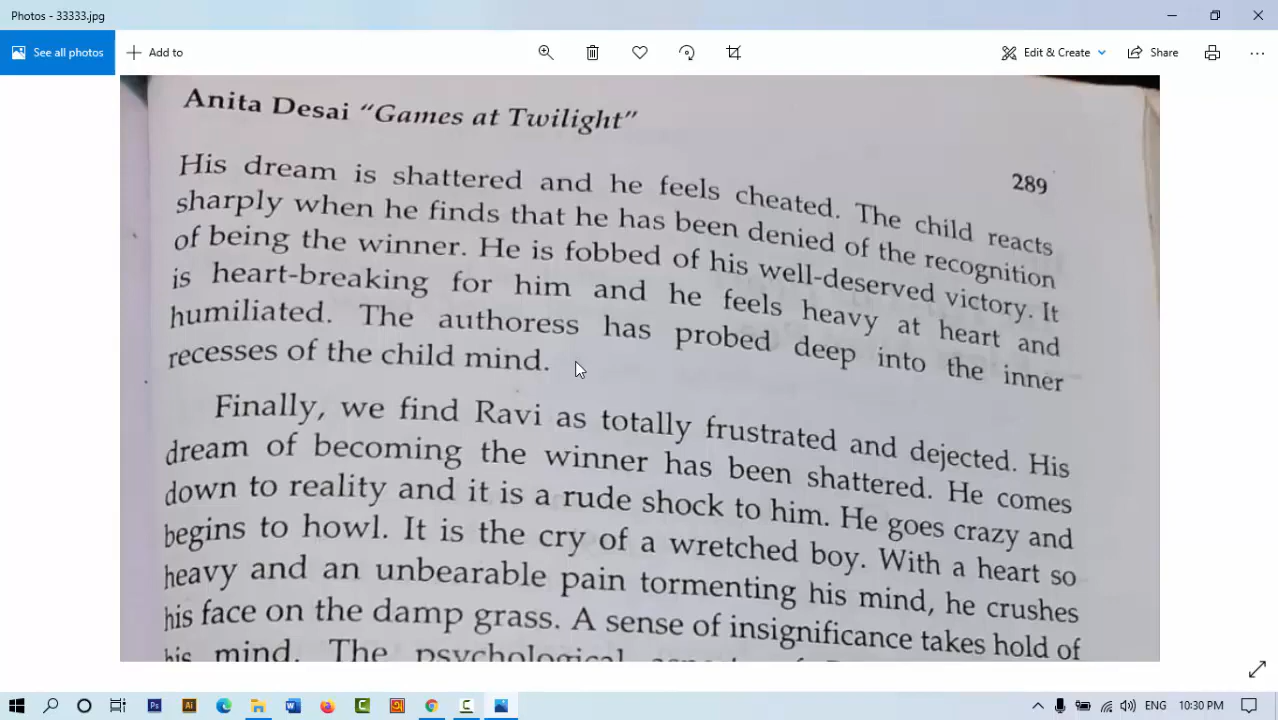 Photos - 33333.jpg
See all photos
Add to
Edit & Create
Share
Anita Desai "Games at Twilight"
289
His dream is shattered and he feels cheated. The child reacts
sharply when he finds that he has been denied of the recognition
of being the winner. He is fobbed of his well-deserved victory. It
is heart-breaking for him and he feels heavy at heart and
humiliated. The authoress has probed deep into the inner
recesses of the child mind.
Finally, we find Ravi as totally frustrated and dejected. His
dream of becoming the winner has been shattered. He comes
down to reality and it is a rude shock to him. He goes crazy and
begins to howl. It is the cry of a wretched boy. With a heart so
heavy and an unbearable pain tormenting his mind, he crushes
his face on the damp grass. A sense of insignificance takes hold of
his mind. The psychological
ENG
10:30 PM